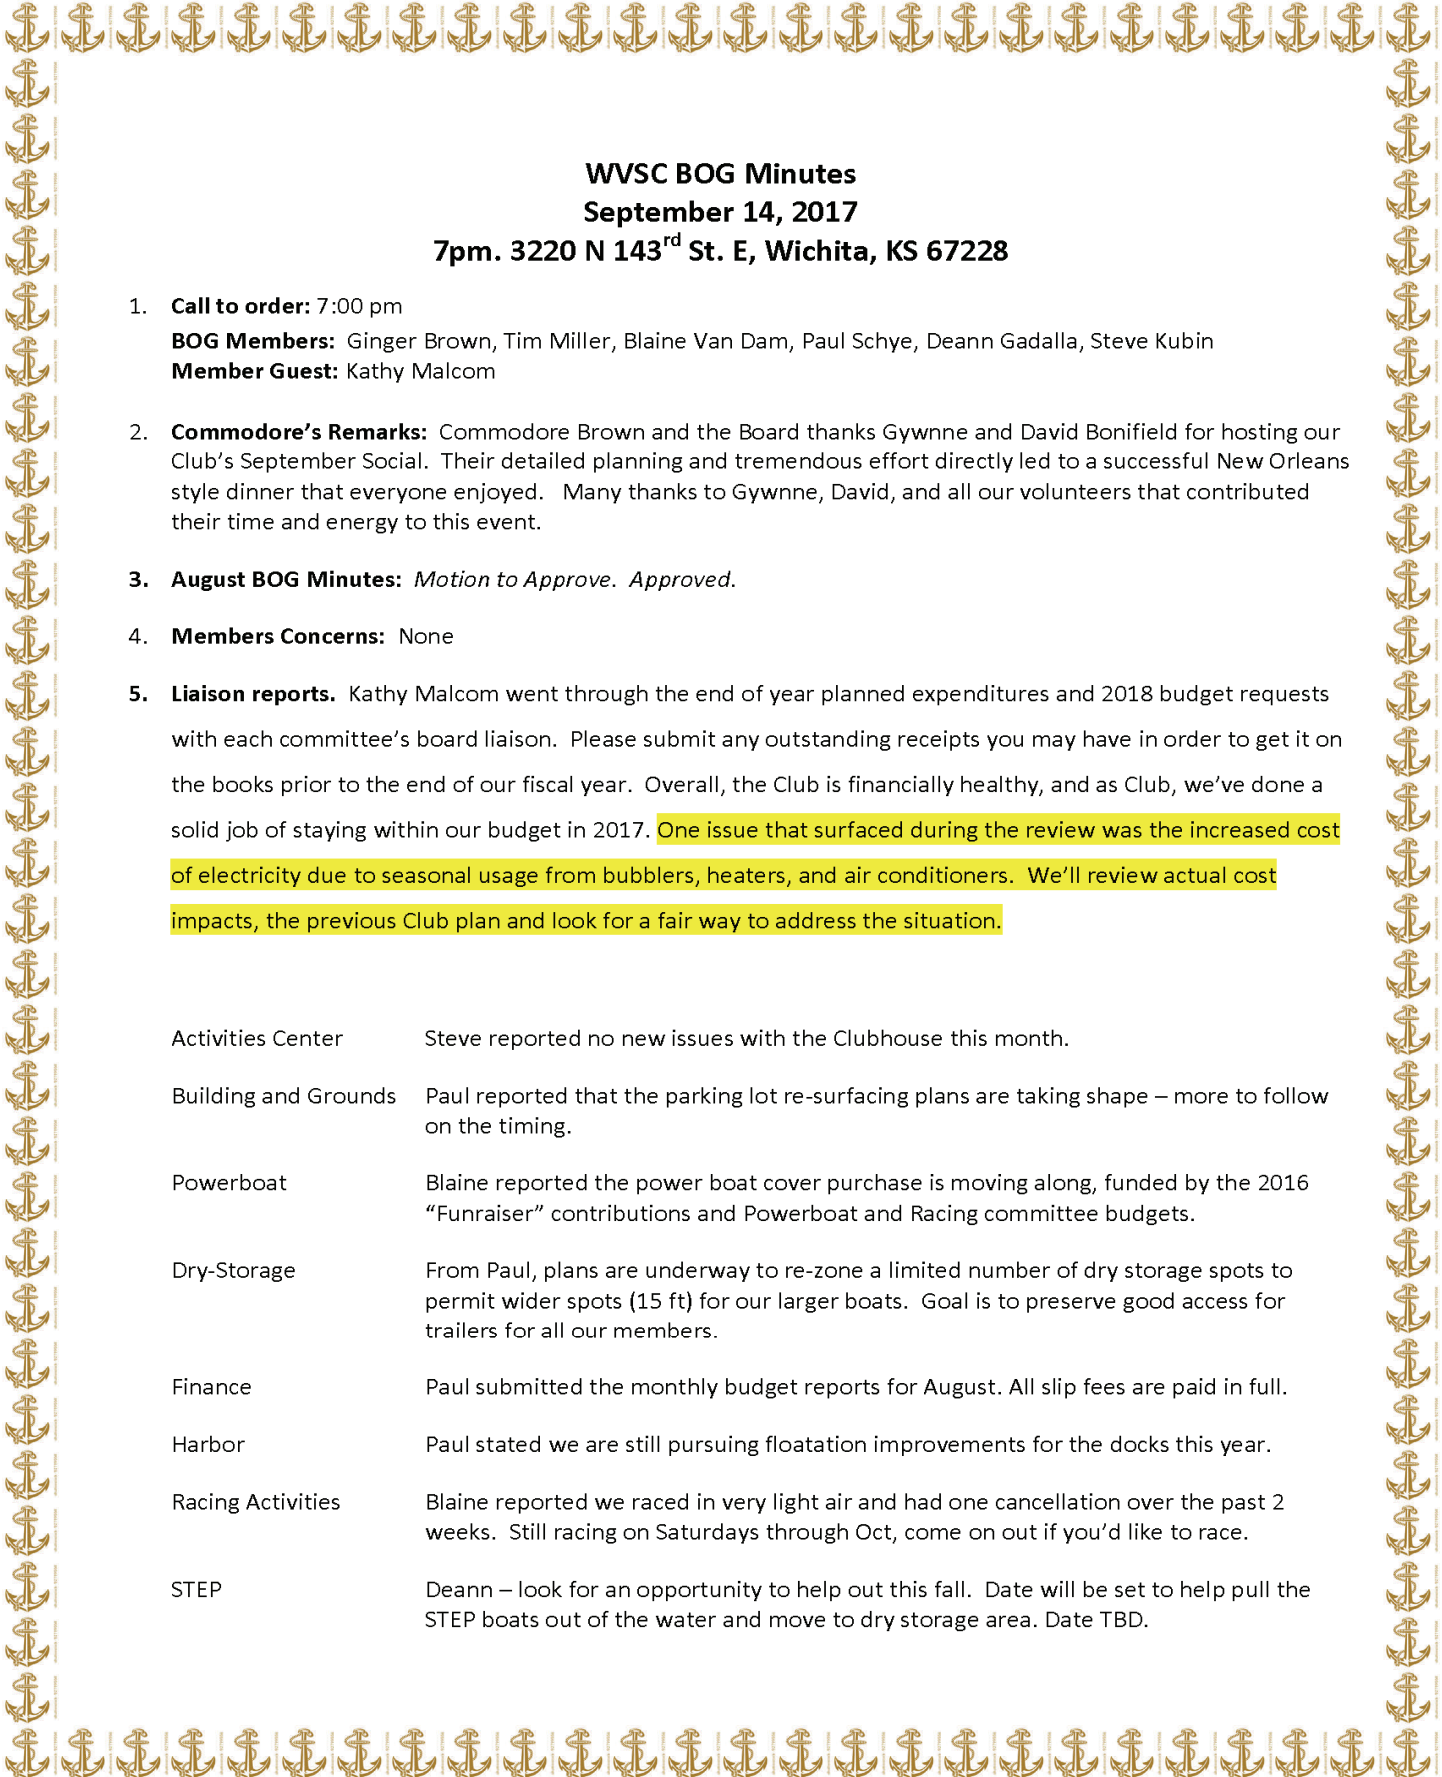 WVSC BOG Minutes
September 14, 2017
7pm. 3220 N 143rd St. E, Wichita, KS 67228
1. Call to order: 7:00 pm
BOG Members: Ginger Brown, Tim Miller, Blaine Van Dam, Paul Schye, Deann Gadalla, Steve Kubin
Member Guest: Kathy Malcom
2. Commodore’s Remarks: Commodore Brown and the Board thanks Gywnne and David Bonifield for hosting our
Club’s September Social. Their detailed planning and tremendous effort directly led to a successful New Orleans
style dinner that everyone enjoyed. Many thanks to Gywnne, David, and all our volunteers that contributed
their time and energy to this event.
3. August BOG Minutes: Motion to Approve. Approved.
4. Members Concerns: None
5. Liaison reports. Kathy Malcom went through the end of year planned expenditures and 2018 budget requests
with each committee’s board liaison. Please submit any outstanding receipts you may have in order to get it on
the books prior to the end of our fiscal year. Overall, the Club is financially healthy, and as Club, we’ve done a
solid job of staying within our budget in 2017. One issue that surfaced during the review was the increased cost
of electricity due to seasonal usage from bubblers, heaters, and air conditioners. We’ll review actual cost
impacts, the previous Club plan and look for a fair way to address the situation.
Activities Center Steve reported no new issues with the Clubhouse this month.
Building and Grounds Paul reported that the parking lot re-surfacing plans are taking shape – more to follow
on the timing.
Powerboat Blaine reported the power boat cover purchase is moving along, funded by the 2016
“Funraiser” contributions and Powerboat and Racing committee budgets.
Dry-Storage From Paul, plans are underway to re-zone a limited number of dry storage spots to
permit wider spots (15 ft) for our larger boats. Goal is to preserve good access for
trailers for all our members.
Finance Paul submitted the monthly budget reports for August. All slip fees are paid in full.
Harbor Paul stated we are still pursuing floatation improvements for the docks this year.
Racing Activities Blaine reported we raced in very light air and had one cancellation over the past 2
weeks. Still racing on Saturdays through Oct, come on out if you’d like to race.
STEP Deann – look for an opportunity to help out this fall. Date will be set to help pull the
STEP boats out of the water and move to dry storage area. Date TBD.